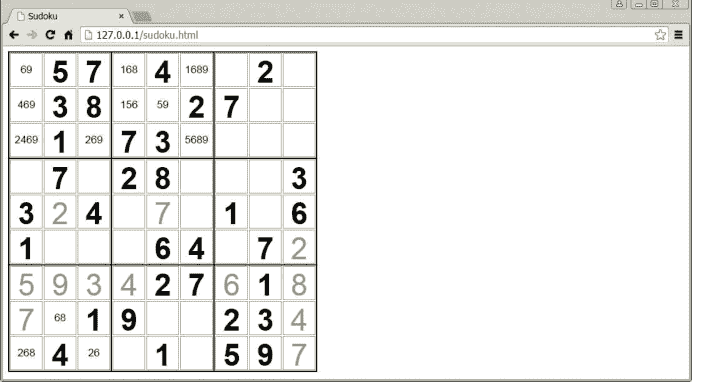 Sudoku
127.0.0.1/sudoku.html
69 5 7 168 4 1689 2
469 3 8 156 59 2 7
2469 1 269 7 3 5689
7 2 8 3
3 2 4 7 1 6
1 6 4 7 2
5 9 3 4 2 7 6 1 8
7 68 1 9 2 3 4
268 4 26 1 5 9 7